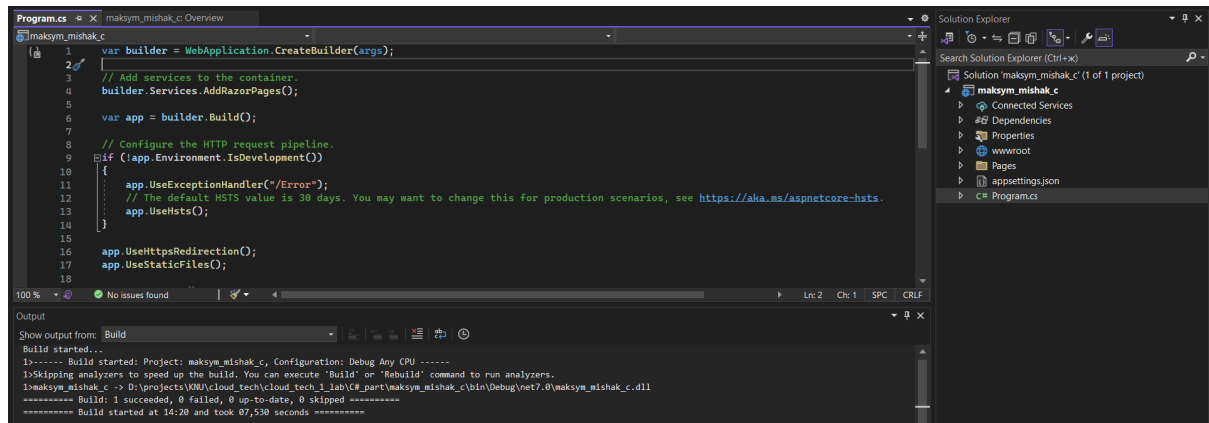 Program.cs
maksym_mishak_c: Overview
maksym_mishak_c
1 var builder = WebApplication.CreateBuilder(args);
2
3 // Add services to the container.
4 builder.Services.AddRazorPages();
5
6 var app = builder.Build();
7
8 // Configure the HTTP request pipeline.
9 if (!app.Environment.IsDevelopment())
10 {
11 app.UseExceptionHandler("/Error");
12 // The default HSTS value is 30 days. You may want to change this for production scenarios, see https://aka.ms/aspnetcore-hsts.
13 app.UseHsts();
14 }
15
16 app.UseHttpsRedirection();
17 app.UseStaticFiles();
18
100 % No issues found Ln: 2 Ch: 1 SPC CRLF
Output
Show output from: Build
Build started...
1>------ Build started: Project: maksym_mishak_c, Configuration: Debug Any CPU ------
1>Skipping analyzers to speed up the build. You can execute 'Build' or 'Rebuild' command to run analyzers.
1>maksym_mishak_c -> D:\projects\KNU\cloud_tech\cloud_tech_1_lab\C#_part\maksym_mishak_c\bin\Debug\net7.0\maksym_mishak_c.dll
========== Build: 1 succeeded, 0 failed, 0 up-to-date, 0 skipped ==========
========== Build started at 14:20 and took 07,530 seconds ==========
Solution Explorer
Search Solution Explorer (Ctrl+ж)
Solution 'maksym_mishak_c' (1 of 1 project)
maksym_mishak_c
Connected Services
Dependencies
Properties
wwwroot
Pages
appsettings.json
C# Program.cs